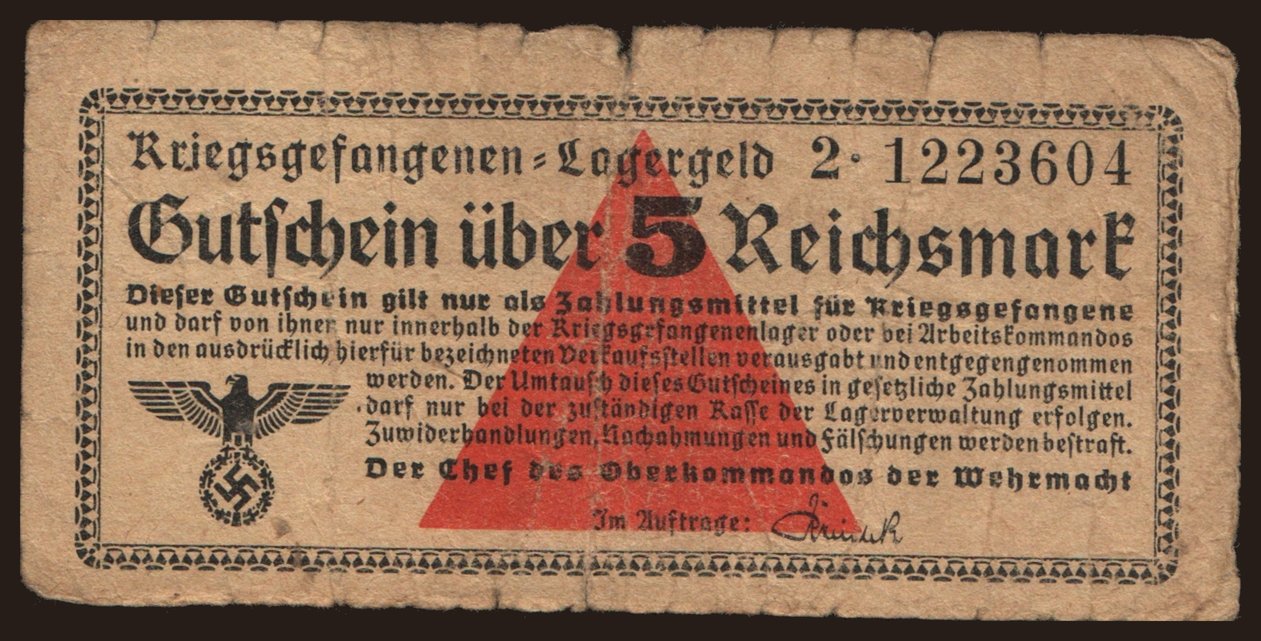 Kriegsgefangenen-Lagergeld 2· 1223604
Gutschein über 5 Reichsmark
Dieser Gutschein gilt nur als Zahlungsmittel für Kriegsgefangene
und darf von ihnen nur innerhalb der Kriegsgefangenenlager oder bei Arbeitskommandos
in den ausdrücklich hierfür bezeichneten Verkaufsstellen verausgabt und entgegengenommen
werden. Der Umtausch dieses Gutscheines in gesetzliche Zahlungsmittel
darf nur bei der zuständigen Kasse der Lagerverwaltung erfolgen.
Zuwiderhandlungen, Nachahmungen und Fälschungen werden bestraft.
Der Chef des Oberkommandos der Wehrmacht
Im Auftrage: